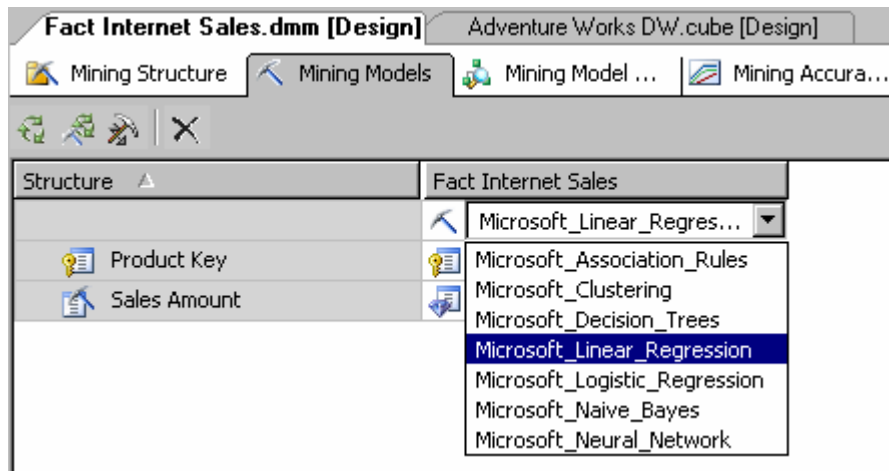 Fact Internet Sales.dmm [Design] Adventure Works DW.cube [Design]
Mining Structure Mining Models Mining Model ... Mining Accura...
Structure Fact Internet Sales
Microsoft_Linear_Regres...
Product Key Microsoft_Association_Rules
Sales Amount Microsoft_Clustering
Microsoft_Decision_Trees
Microsoft_Linear_Regression
Microsoft_Logistic_Regression
Microsoft_Naive_Bayes
Microsoft_Neural_Network